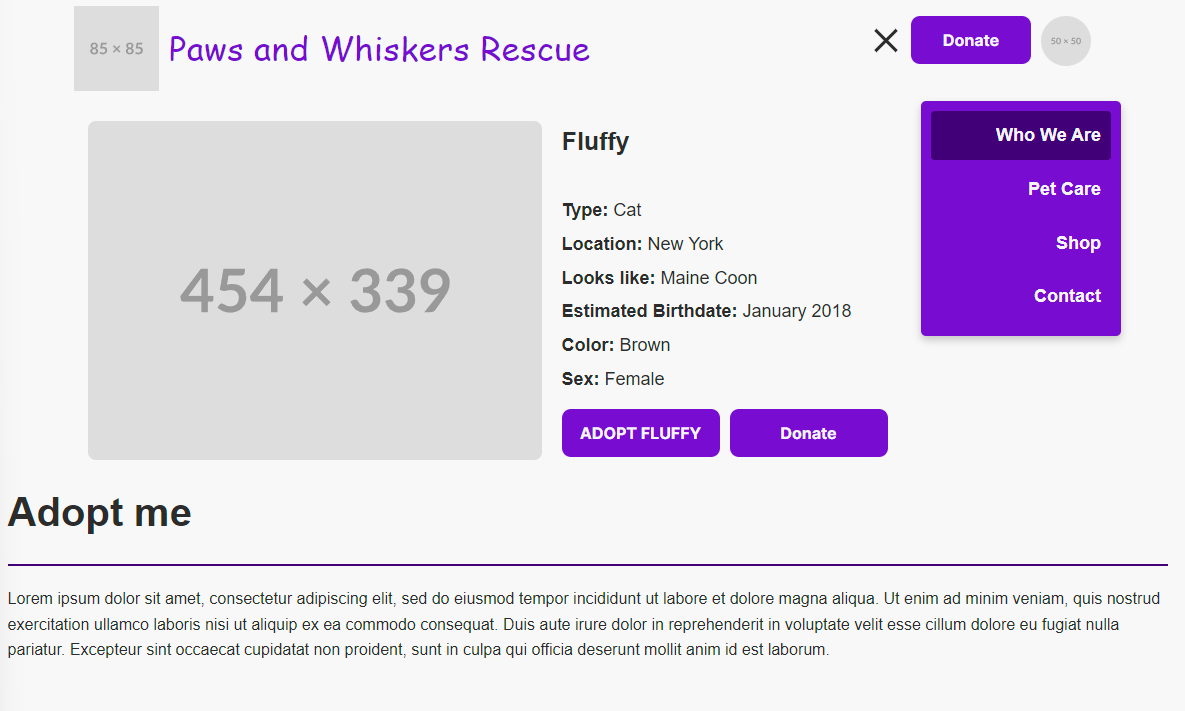 85 × 85
Paws and Whiskers Rescue
Donate
50 × 50
Who We Are
Pet Care
Shop
Contact
454 × 339
Fluffy
Type: Cat
Location: New York
Looks like: Maine Coon
Estimated Birthdate: January 2018
Color: Brown
Sex: Female
ADOPT FLUFFY
Donate
Adopt me
Lorem ipsum dolor sit amet, consectetur adipiscing elit, sed do eiusmod tempor incididunt ut labore et dolore magna aliqua. Ut enim ad minim veniam, quis nostrud
exercitation ullamco laboris nisi ut aliquip ex ea commodo consequat. Duis aute irure dolor in reprehenderit in voluptate velit esse cillum dolore eu fugiat nulla
pariatur. Excepteur sint occaecat cupidatat non proident, sunt in culpa qui officia deserunt mollit anim id est laborum.